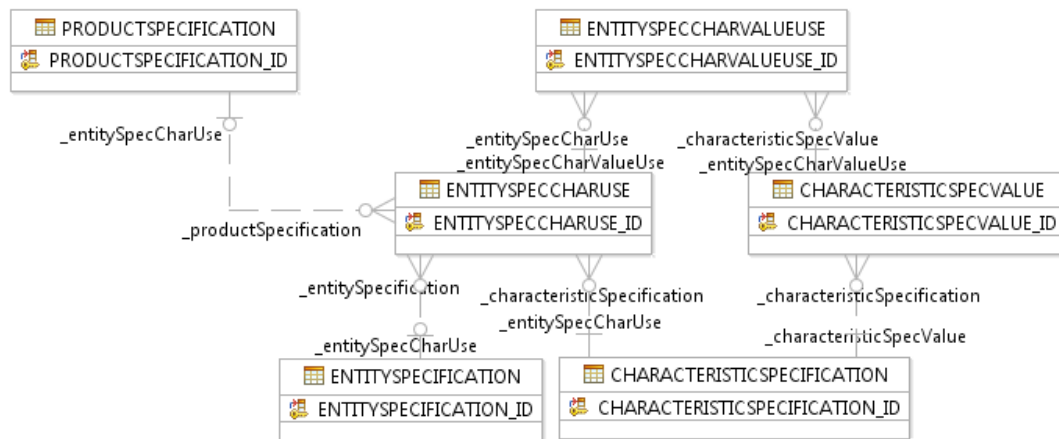 PRODUCTSPECIFICATION
PRODUCTSPECIFICATION_ID
ENTITYSPECCHARVALUEUSE
ENTITYSPECCHARVALUEUSE_ID
_entitySpecCharUse
_entitySpecCharUse
_entitySpecCharValueUse
_characteristicSpecValue
_entitySpecCharValueUse
ENTITYSPECCHARUSE
ENTITYSPECCHARUSE_ID
CHARACTERISTICSPECVALUE
CHARACTERISTICSPECVALUE_ID
_productSpecification
_entitySpecification
_entitySpecCharUse
_characteristicSpecification
_entitySpecCharUse
_characteristicSpecification
_characteristicSpecValue
ENTITYSPECIFICATION
ENTITYSPECIFICATION_ID
CHARACTERISTICSPECIFICATION
CHARACTERISTICSPECIFICATION_ID